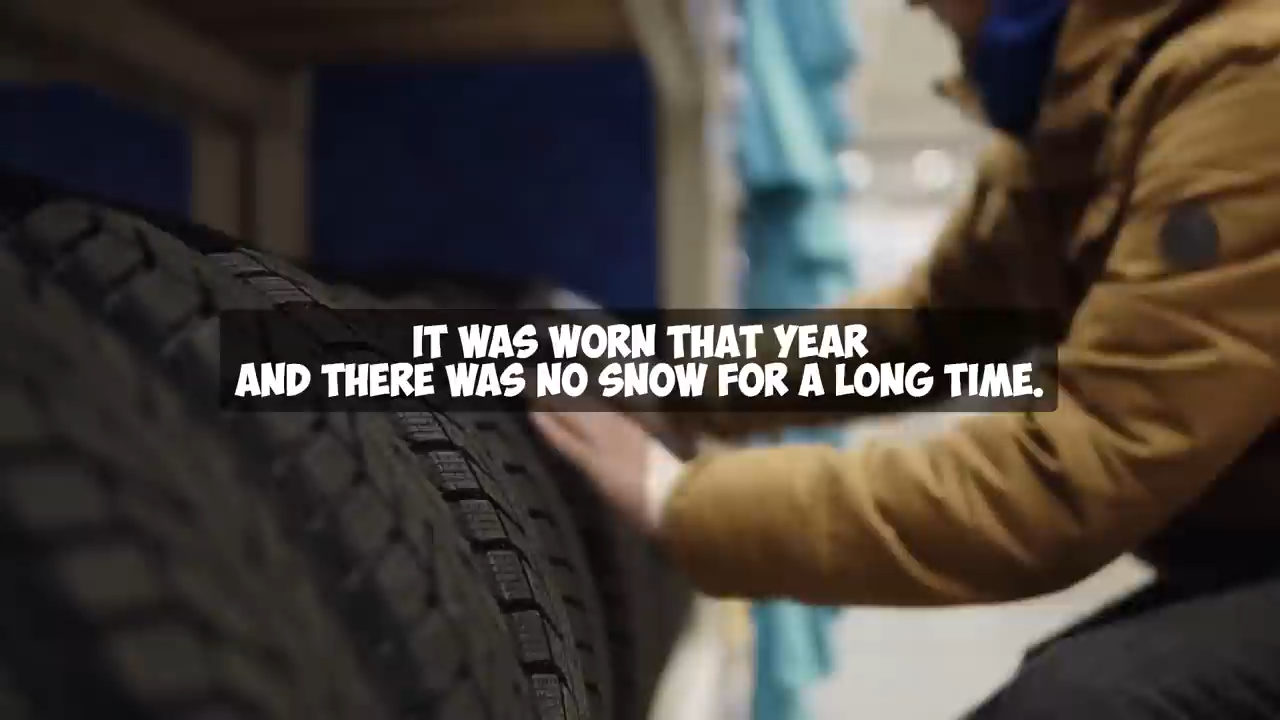 IT WAS WORN THAT YEAR
AND THERE WAS NO SNOW FOR A LONG TIME.